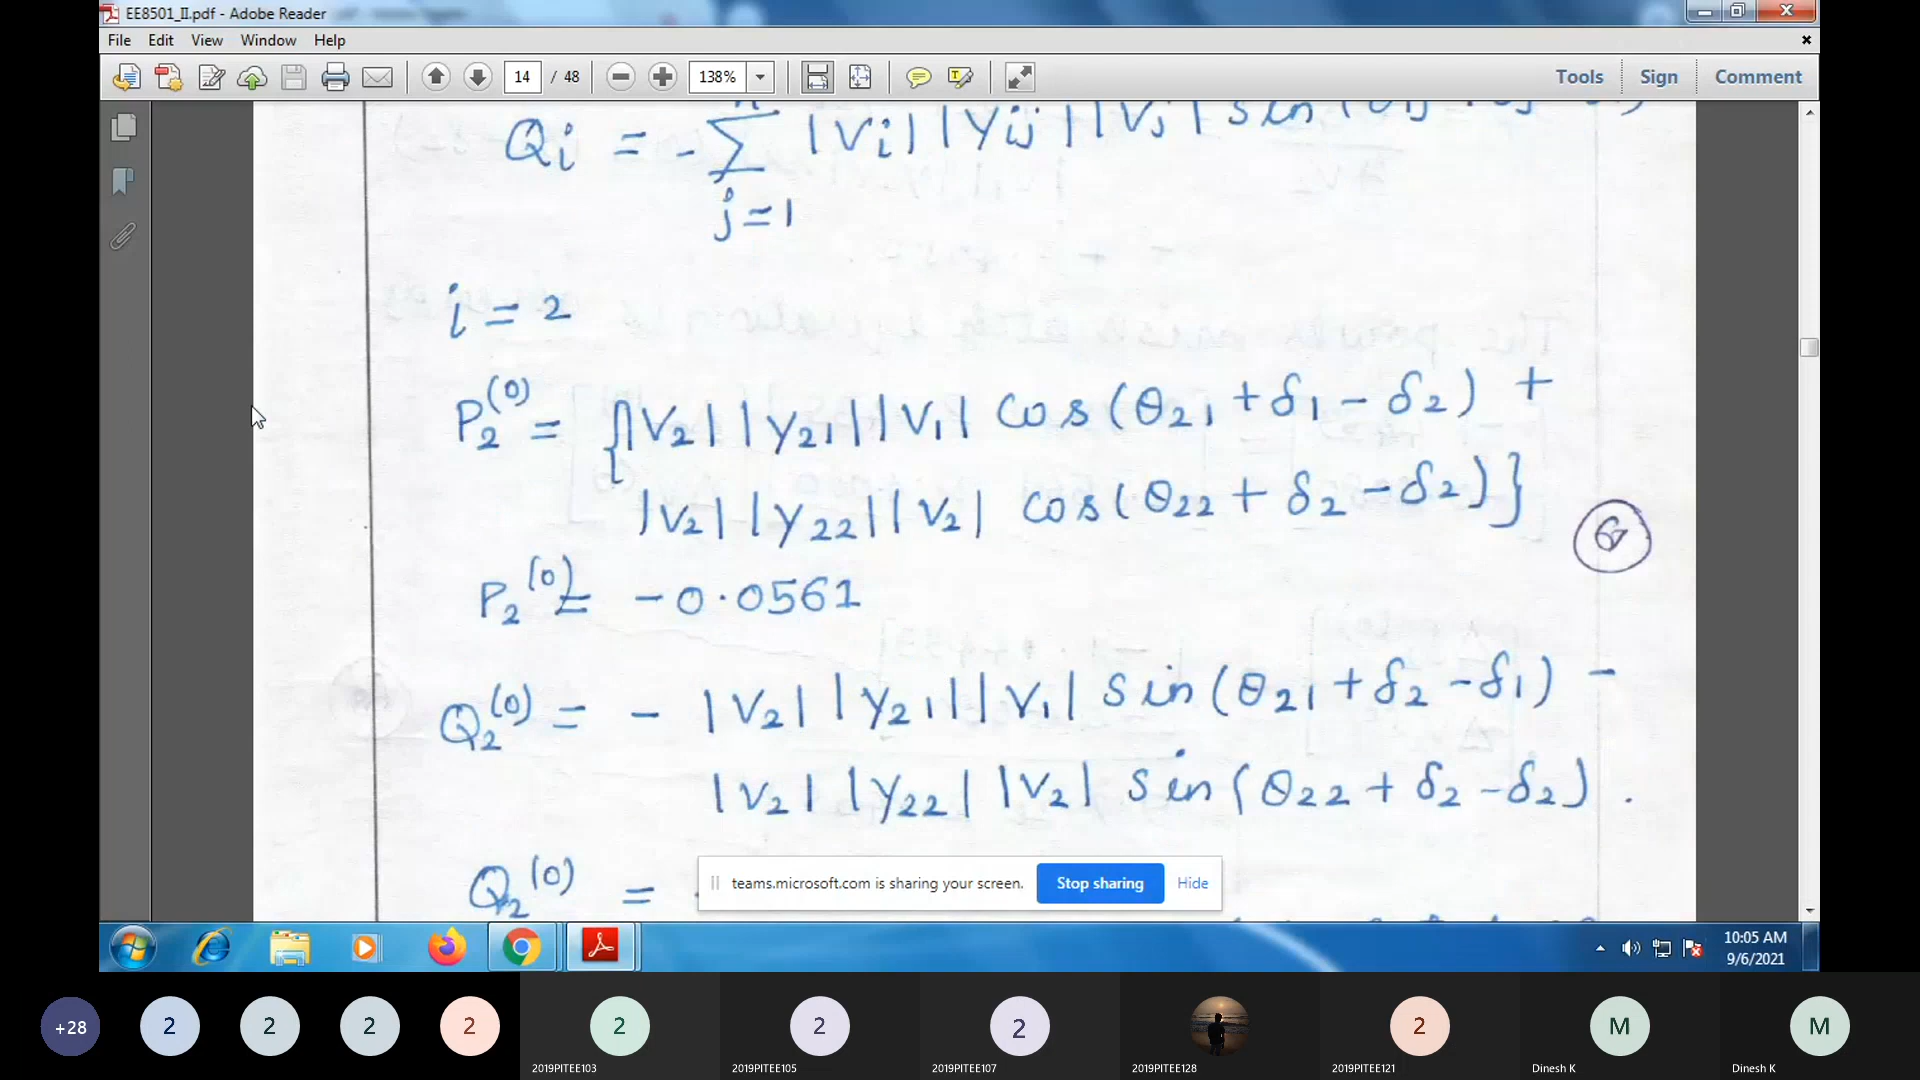 EE8501_II.pdf - Adobe Reader
File Edit View Window Help
14 / 48 138% Tools Sign Comment
Qi = - ∑ |Vi| |Yij| |Vj| sin(
j=1
i = 2
P2^(0) = {|V2| |Y21| |V1| cos(θ21 + δ1 - δ2) +
|V2| |Y22| |V2| cos(θ22 + δ2 - δ2)}
6
P2^(0) = -0.0561
Q2^(0) = - |V2| |Y21| |V1| sin(θ21 + δ2 - δ1) -
|V2| |Y22| |V2| sin(θ22 + δ2 - δ2).
Q2^(0) =
teams.microsoft.com is sharing your screen. Stop sharing Hide
10:05 AM
9/6/2021
+28 2 2 2 2 2 2 2 2 M M
2019PITEE103 2019PITEE105 2019PITEE107 2019PITEE128 2019PITEE121 Dinesh K Dinesh K